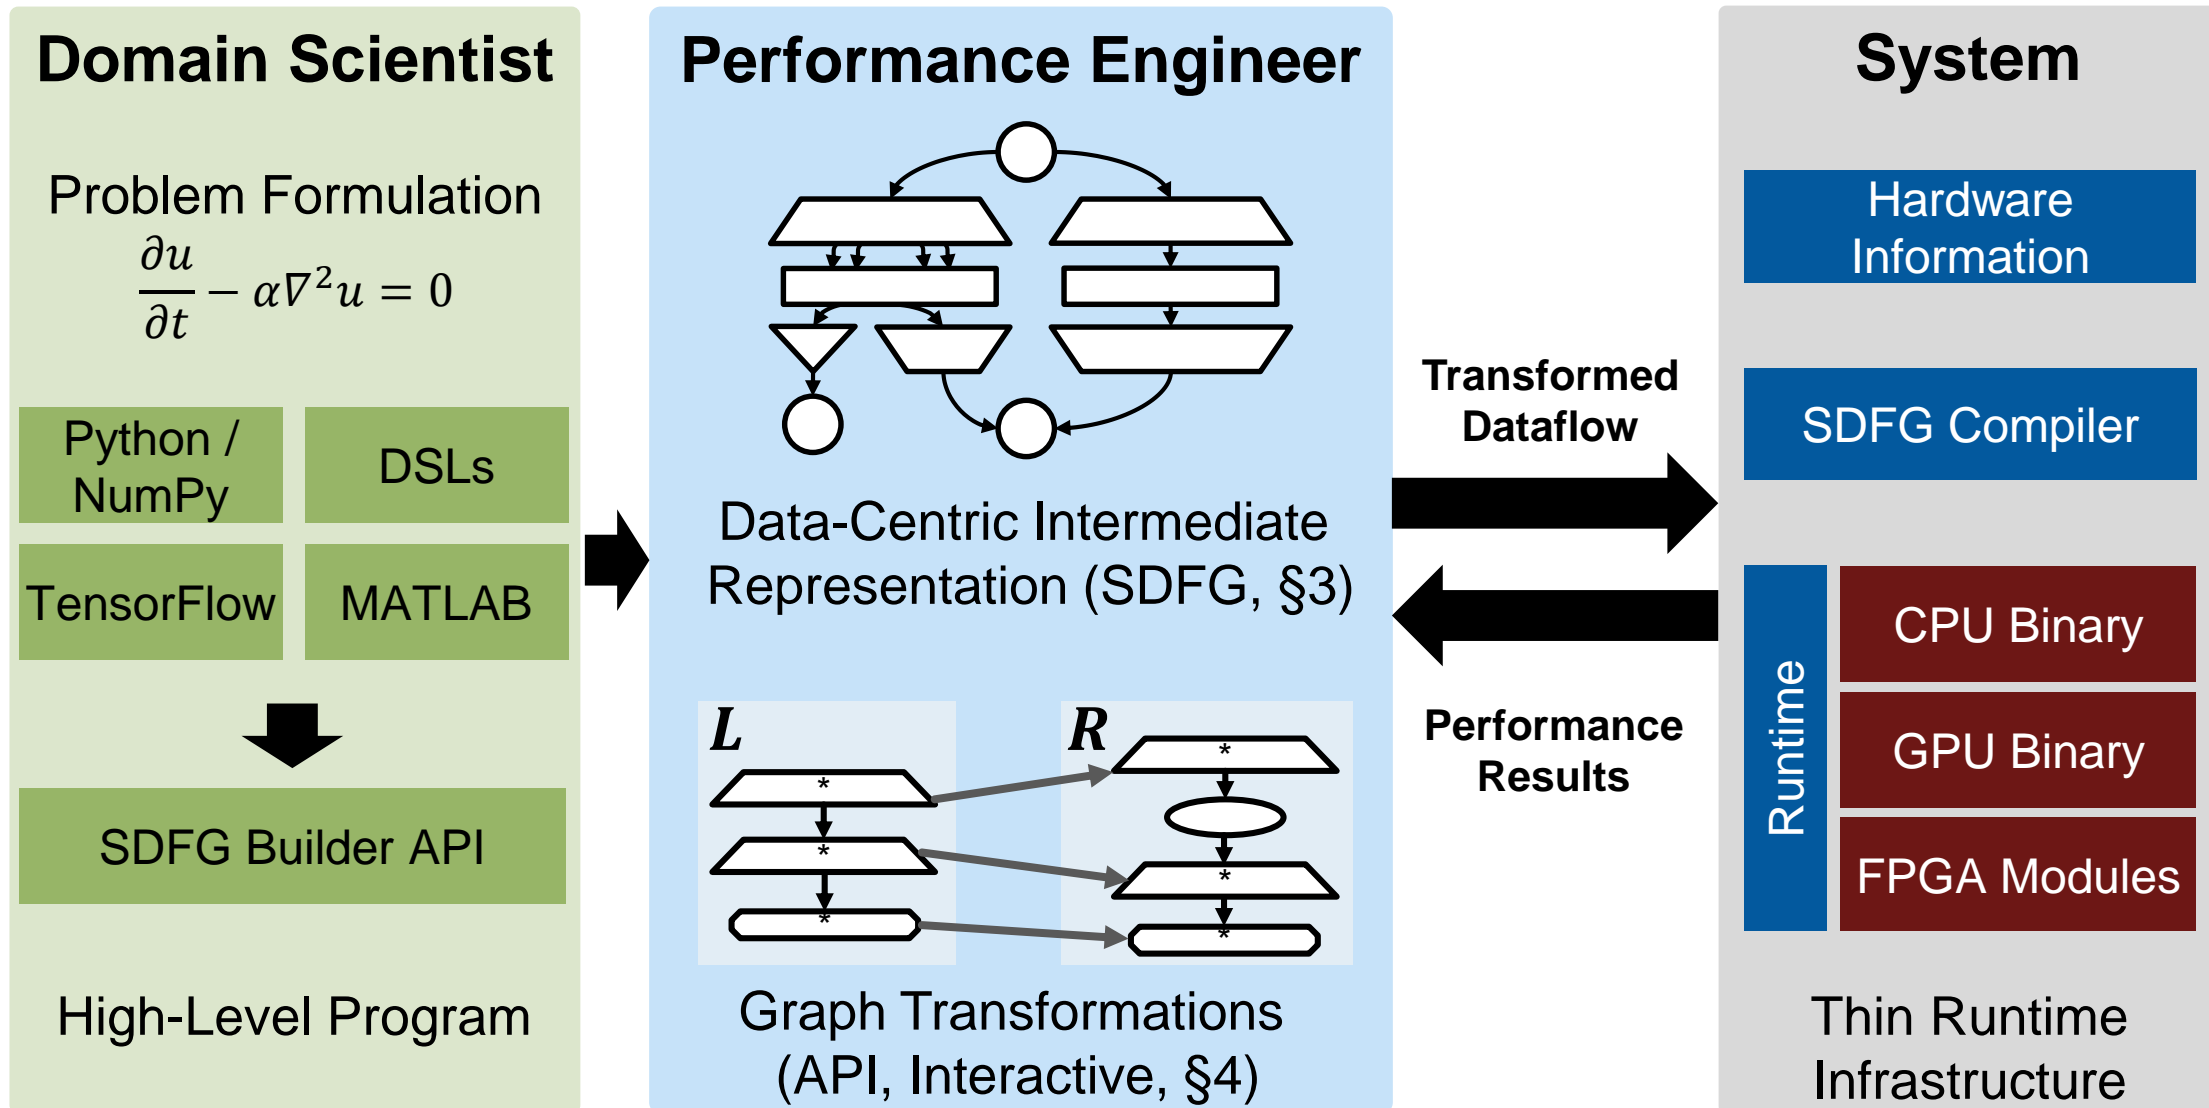 Domain Scientist
Problem Formulation
∂u/∂t − α∇²u = 0
Python /
NumPy
DSLs
TensorFlow
MATLAB
SDFG Builder API
High-Level Program
Performance Engineer
Data-Centric Intermediate
Representation (SDFG, §3)
L
*
*
*
R
*
*
*
Graph Transformations
(API, Interactive, §4)
Transformed
Dataflow
Performance
Results
System
Hardware
Information
SDFG Compiler
Runtime
CPU Binary
GPU Binary
FPGA Modules
Thin Runtime
Infrastructure